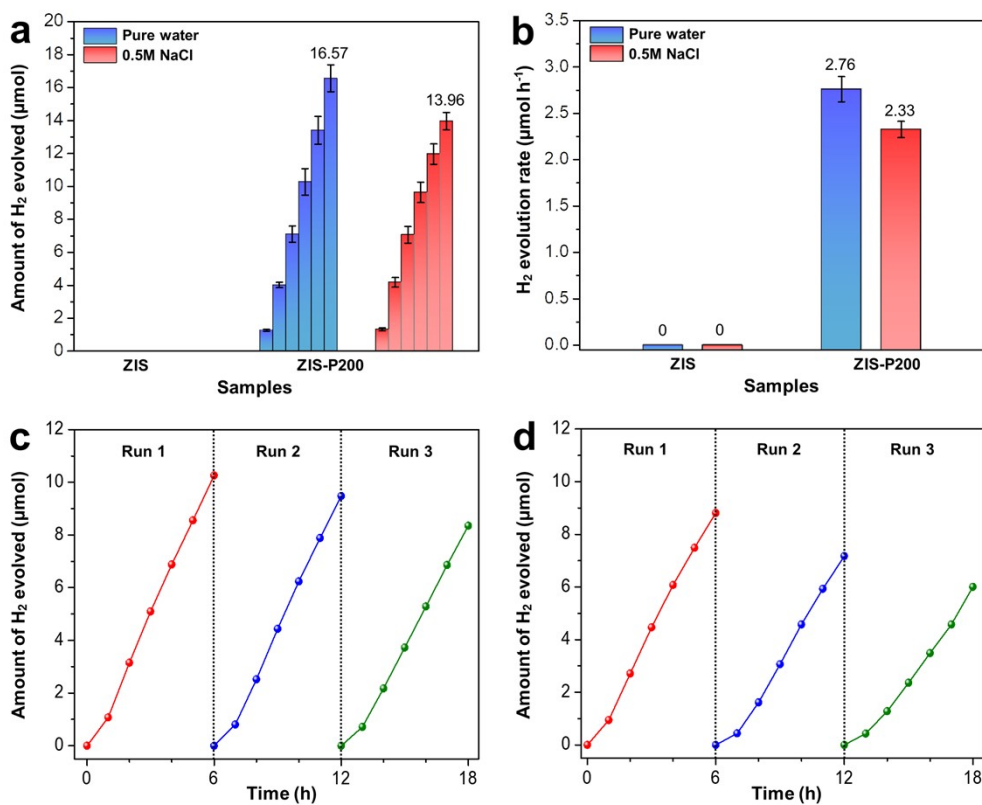 a
Pure water
0.5M NaCl
16.57
13.96
20
18
16
14
12
10
8
6
4
2
0
Amount of H₂ evolved (µmol)
ZIS
ZIS-P200
Samples
b
Pure water
0.5M NaCl
2.76
2.33
0
0
3.5
3.0
2.5
2.0
1.5
1.0
0.5
0.0
H₂ evolution rate (µmol h⁻¹)
ZIS
ZIS-P200
Samples
c
Run 1
Run 2
Run 3
12
10
8
6
4
2
0
Amount of H₂ evolved (µmol)
0
6
12
18
Time (h)
d
Run 1
Run 2
Run 3
12
10
8
6
4
2
0
Amount of H₂ evolved (µmol)
0
6
12
18
Time (h)